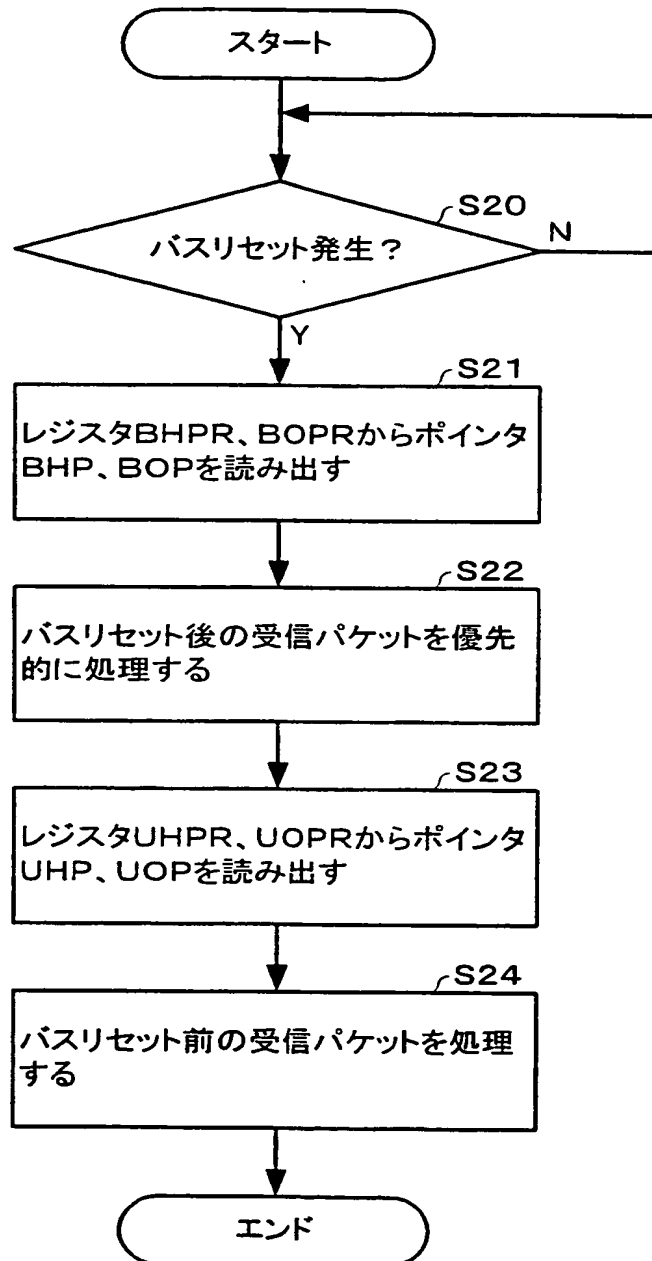 スタート
S20
バスリセット発生？
N
Y
S21
レジスタBHPR、BOPRからポインタ
BHP、BOPを読み出す
S22
バスリセット後の受信パケットを優先
的に処理する
S23
レジスタUHPR、UOPRからポインタ
UHP、UOPを読み出す
S24
バスリセット前の受信パケットを処理
する
エンド